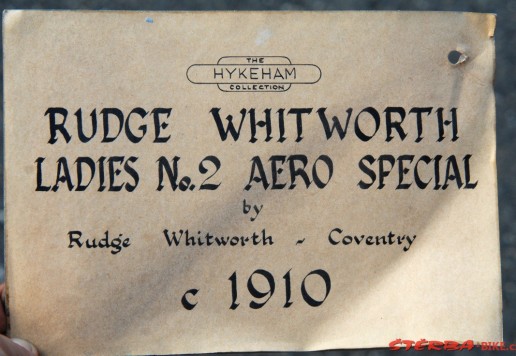 THE
HYKEHAM
COLLECTION
RUDGE WHITWORTH
LADIES No.2 AERO SPECIAL
by
Rudge Whitworth ~ Coventry
c 1910